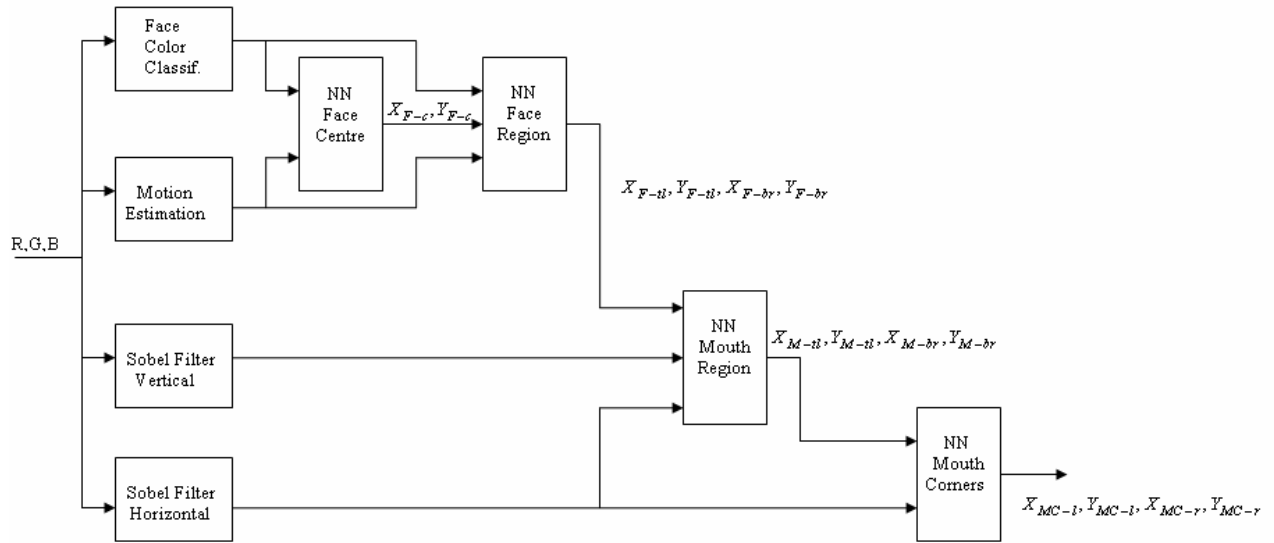 Face
Color
Classif.
NN
Face
Centre
X_{F-c}, Y_{F-c}
NN
Face
Region
Motion
Estimation
X_{F-tl}, Y_{F-tl}, X_{F-br}, Y_{F-br}
R,G,B
Sobel Filter
Vertical
NN
Mouth
Region
X_{M-tl}, Y_{M-tl}, X_{M-br}, Y_{M-br}
Sobel Filter
Horizontal
NN
Mouth
Corners
X_{MC-l}, Y_{MC-l}, X_{MC-r}, Y_{MC-r}